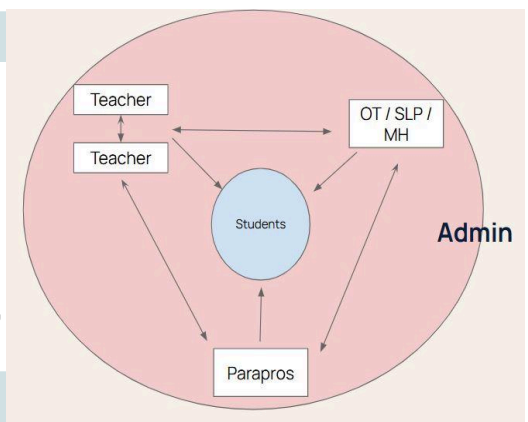 Teacher
Teacher
OT / SLP /
MH
Students
Admin
Parapros